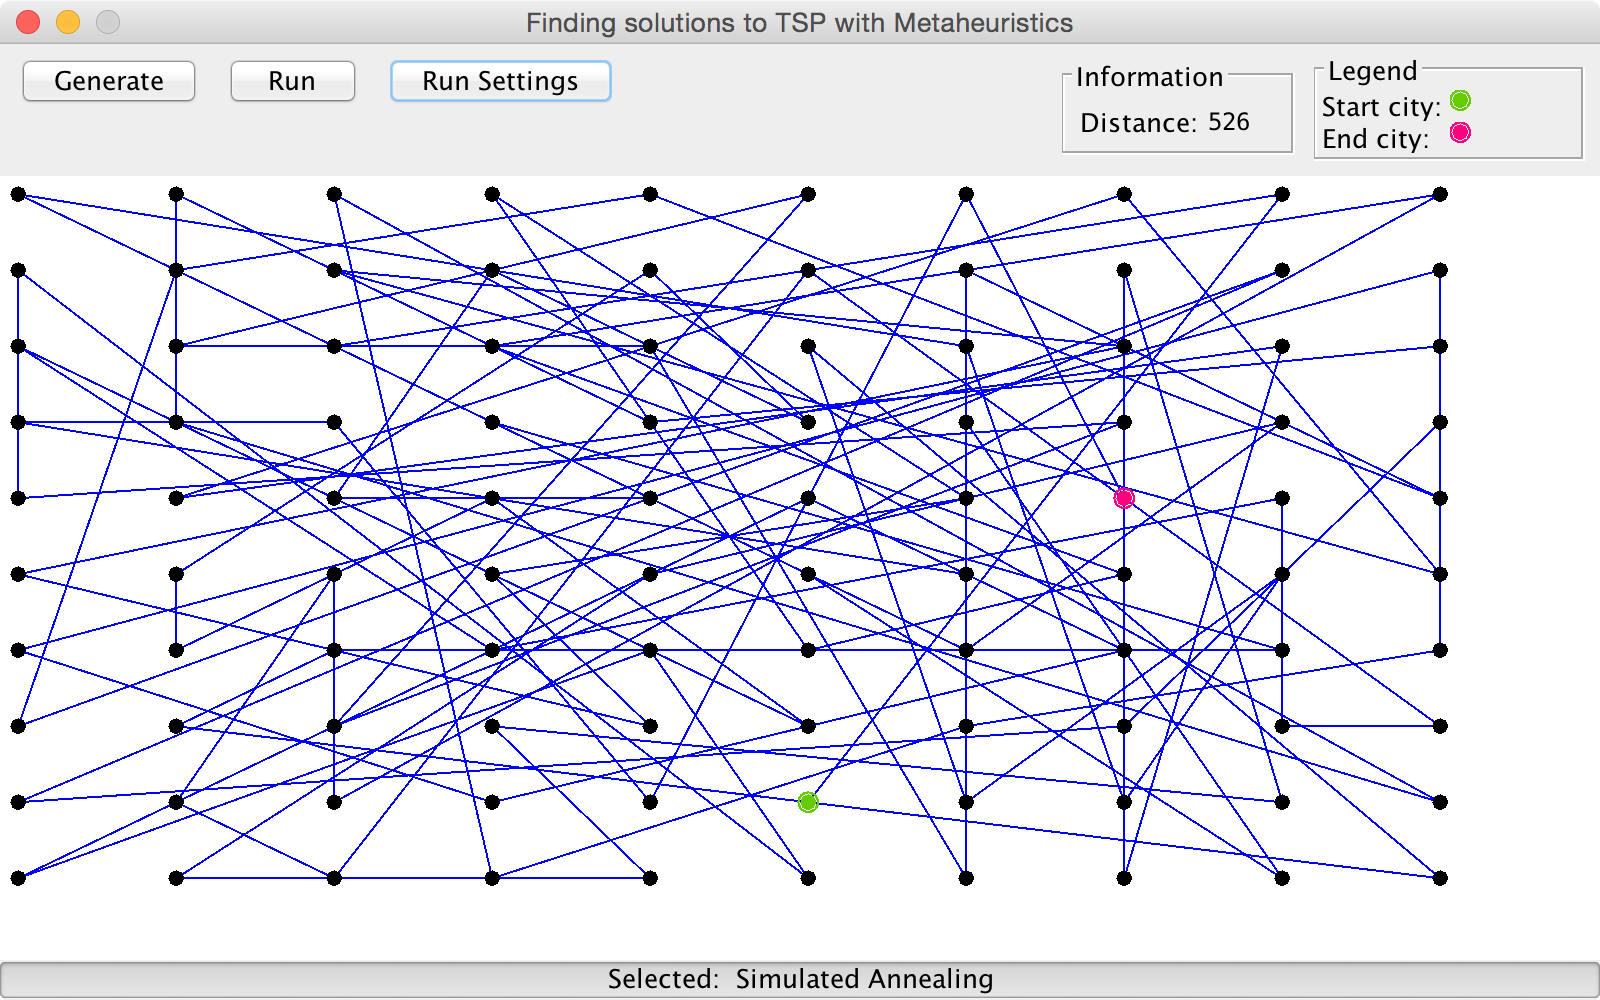 Finding solutions to TSP with Metaheuristics
Generate
Run
Run Settings
Information
Distance: 526
Legend
Start city:
End city:
Selected: Simulated Annealing